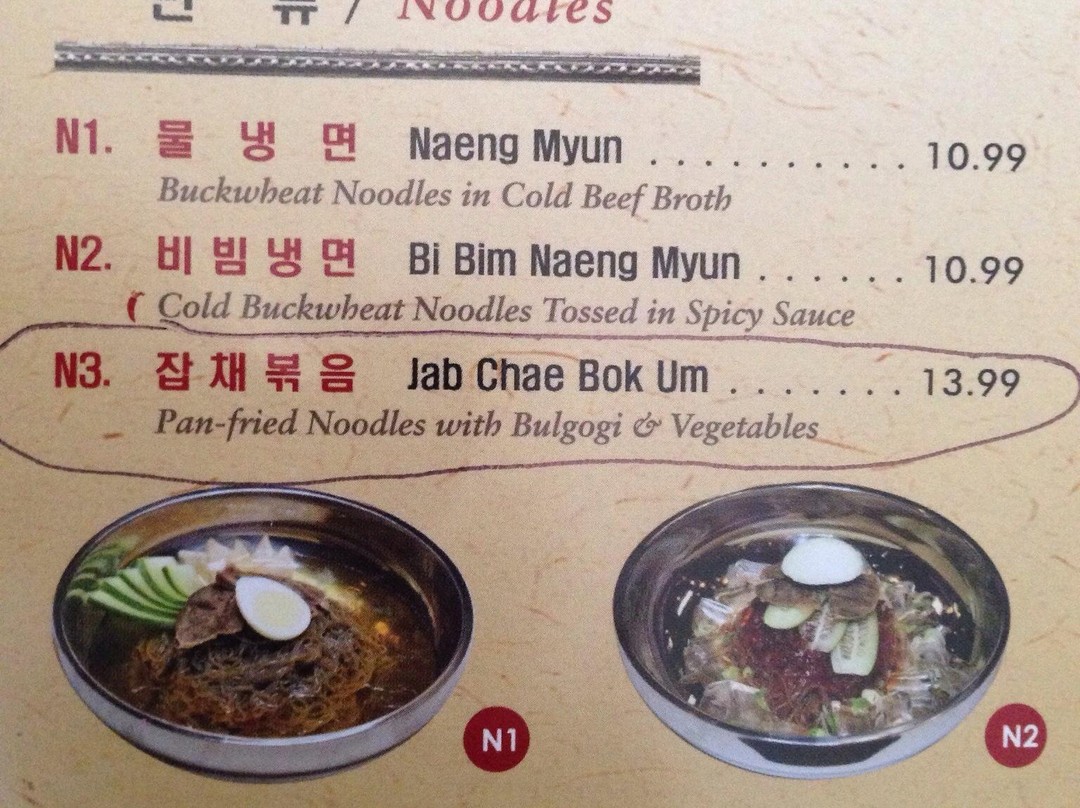 류 / Noodles
N1. 물 냉 면 Naeng Myun . . . . . . . . . . . 10.99
Buckwheat Noodles in Cold Beef Broth
N2. 비 빔 냉 면 Bi Bim Naeng Myun . . . . . . . 10.99
Cold Buckwheat Noodles Tossed in Spicy Sauce
N3. 잡 채 볶 음 Jab Chae Bok Um . . . . . . . . 13.99
Pan-fried Noodles with Bulgogi & Vegetables
N1
N2